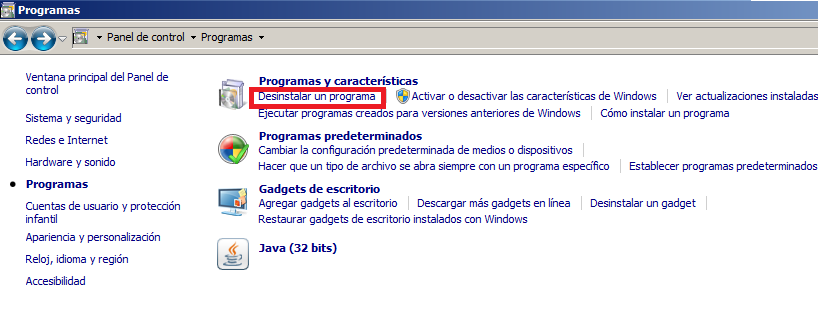 Programas
Panel de control Programas
Ventana principal del Panel de
control
Sistema y seguridad
Redes e Internet
Hardware y sonido
Programas
Cuentas de usuario y protección
infantil
Apariencia y personalización
Reloj, idioma y región
Accesibilidad
Programas y características
Desinstalar un programa Activar o desactivar las características de Windows Ver actualizaciones instaladas
Ejecutar programas creados para versiones anteriores de Windows Cómo instalar un programa
Programas predeterminados
Cambiar la configuración predeterminada de medios o dispositivos
Hacer que un tipo de archivo se abra siempre con un programa específico Establecer programas predeterminados
Gadgets de escritorio
Agregar gadgets al escritorio Descargar más gadgets en línea Desinstalar un gadget
Restaurar gadgets de escritorio instalados con Windows
Java (32 bits)